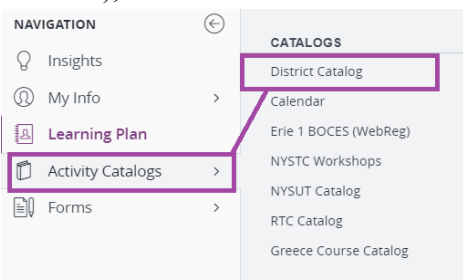 NAVIGATION
Insights
My Info
Learning Plan
Activity Catalogs
Forms
CATALOGS
District Catalog
Calendar
Erie 1 BOCES (WebReg)
NYSTC Workshops
NYSUT Catalog
RTC Catalog
Greece Course Catalog